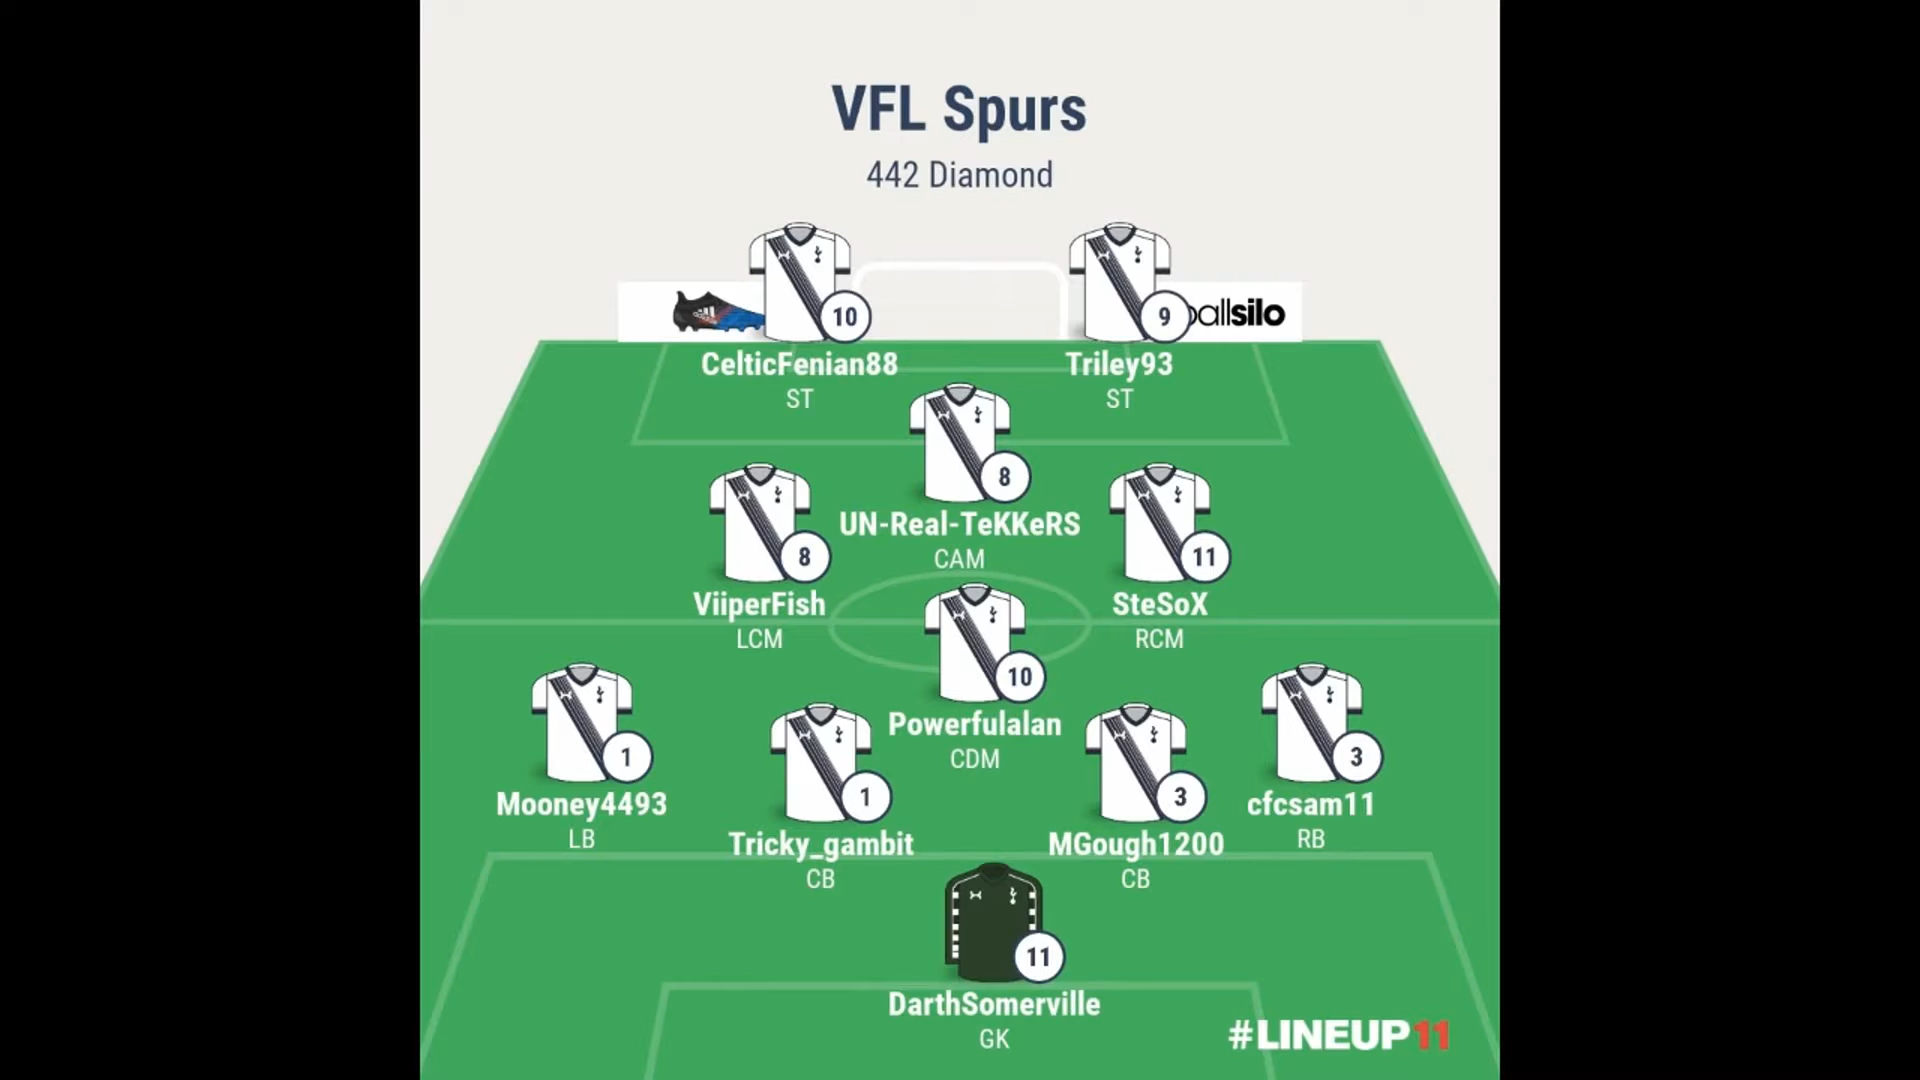 VFL Spurs
442 Diamond
10
9
allsilo
CelticFenian88
Triley93
ST
ST
8
UN-Real-TeKKeRS
CAM
8
11
ViiperFish
SteSoX
LCM
RCM
10
Powerfulalan
CDM
1
3
Mooney4493
cfcsam11
LB
RB
1
3
Tricky_gambit
MGough1200
CB
CB
11
DarthSomerville
GK
#LINEUP11